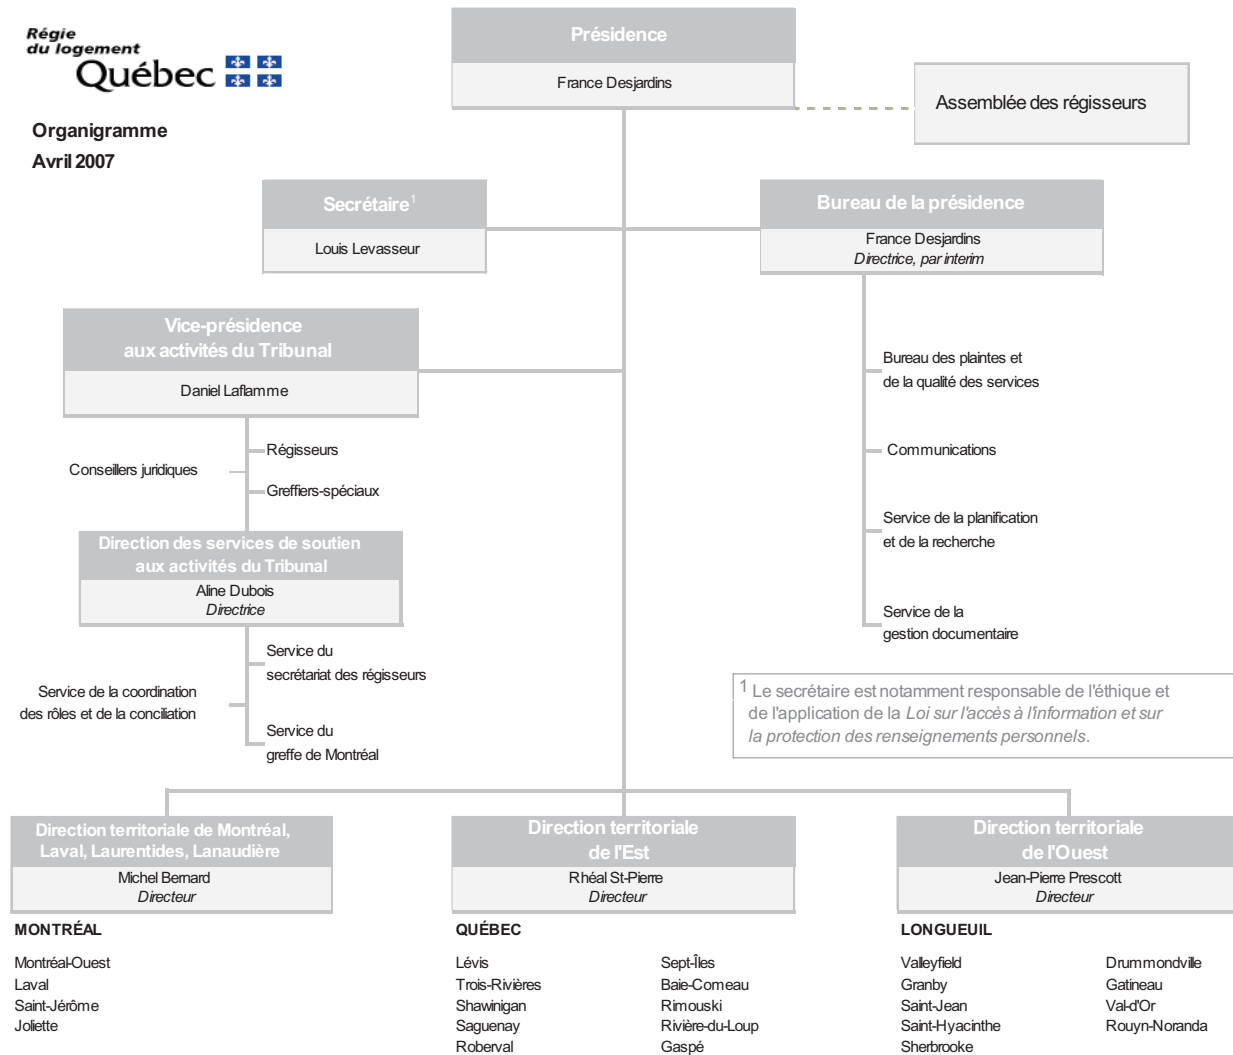 Régie
du logement
Québec
Organigramme
Avril 2007
Présidence
France Desjardins
Assemblée des régisseurs
Secrétaire1
Louis Levasseur
Bureau de la présidence
France Desjardins
Directrice, par interim
Vice-présidence
aux activités du Tribunal
Daniel Laflamme
Régisseurs
Conseillers juridiques
Greffiers-spéciaux
Direction des services de soutien
aux activités du Tribunal
Aline Dubois
Directrice
Service du
secrétariat des régisseurs
Service de la coordination
des rôles et de la conciliation
Service du
greffe de Montréal
Bureau des plaintes et
de la qualité des services
Communications
Service de la planification
et de la recherche
Service de la
gestion documentaire
1 Le secrétaire est notamment responsable de l'éthique et
de l'application de la Loi sur l'accès à l'information et sur
la protection des renseignements personnels.
Direction territoriale de Montréal,
Laval, Laurentides, Lanaudière
Michel Bernard
Directeur
MONTRÉAL
Montréal-Ouest
Laval
Saint-Jérôme
Joliette
Direction territoriale
de l'Est
Rhéal St-Pierre
Directeur
QUÉBEC
Lévis
Trois-Rivières
Shawinigan
Saguenay
Roberval
Sept-Îles
Baie-Comeau
Rimouski
Rivière-du-Loup
Gaspé
Direction territoriale
de l'Ouest
Jean-Pierre Prescott
Directeur
LONGUEUIL
Valleyfield
Granby
Saint-Jean
Saint-Hyacinthe
Sherbrooke
Drummondville
Gatineau
Val-d'Or
Rouyn-Noranda